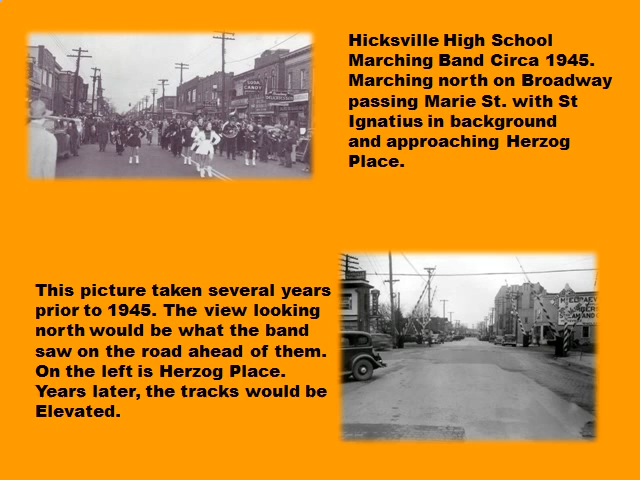 Hicksville High School
Marching Band Circa 1945.
Marching north on Broadway
passing Marie St. with St
Ignatius in background
and approaching Herzog
Place.
SODA
CANDY
This picture taken several years
prior to 1945. The view looking
north would be what the band
saw on the road ahead of them.
On the left is Herzog Place.
Years later, the tracks would be
Elevated.